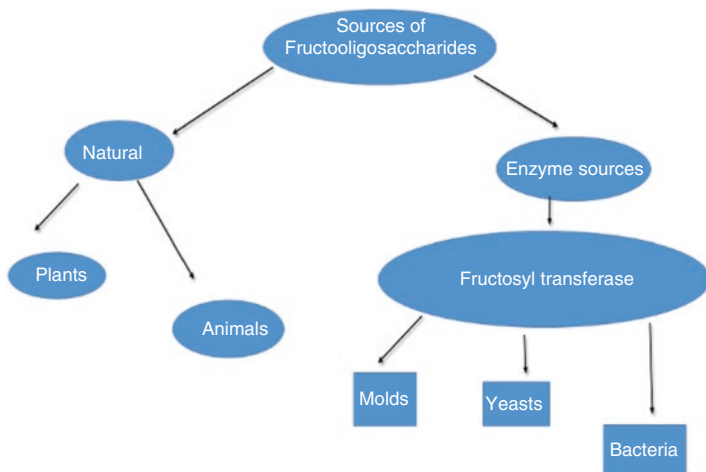 Sources of
Fructooligosaccharides
Natural
Enzyme sources
Plants
Fructosyl transferase
Animals
Molds
Yeasts
Bacteria